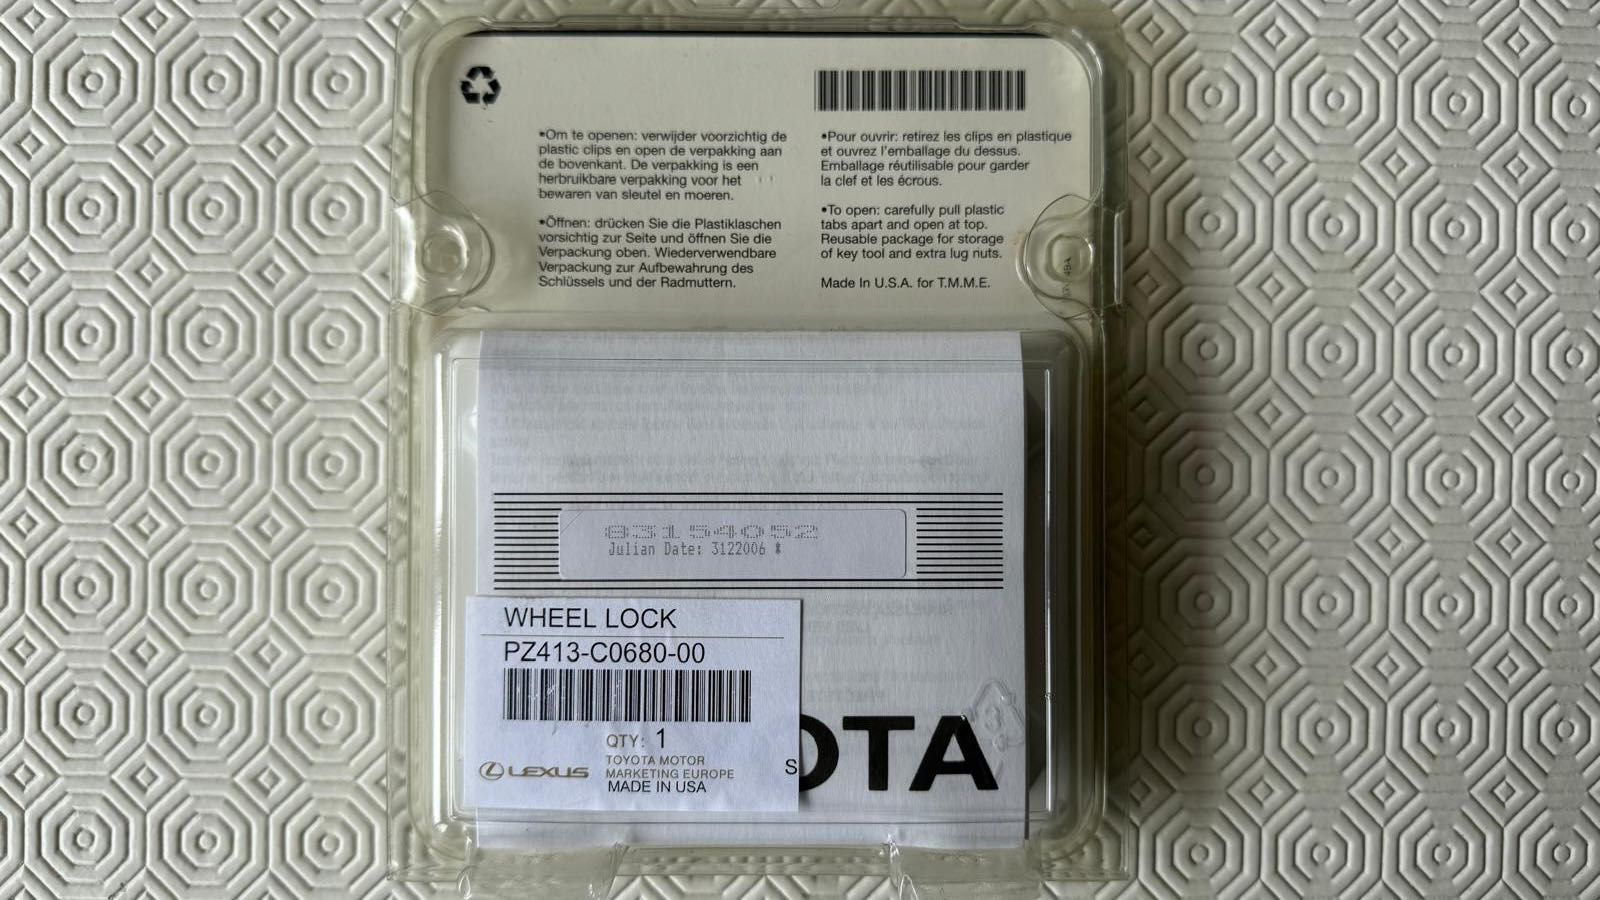 •Om te openen: verwijder voorzichtig de
plastic clips en open de verpakking aan
de bovenkant. De verpakking is een
herbruikbare verpakking voor het
bewaren van sleutel en moeren.
•Öffnen: drücken Sie die Plastiklaschen
vorsichtig zur Seite und öffnen Sie die
Verpackung oben. Wiederverwendbare
Verpackung zur Aufbewahrung des
Schlüssels und der Radmuttern.
•Pour ouvrir: retirez les clips en plastique
et ouvrez l'emballage du dessus.
Emballage réutilisable pour garder
la clef et les écrous.
•To open: carefully pull plastic
tabs apart and open at top.
Reusable package for storage
of key tool and extra lug nuts.
Made In U.S.A. for T.M.M.E.
83154052
Julian Date: 3122006 *
WHEEL LOCK
PZ413-C0680-00
QTY: 1
LEXUS
TOYOTA MOTOR
MARKETING EUROPE
MADE IN USA
S
OTA